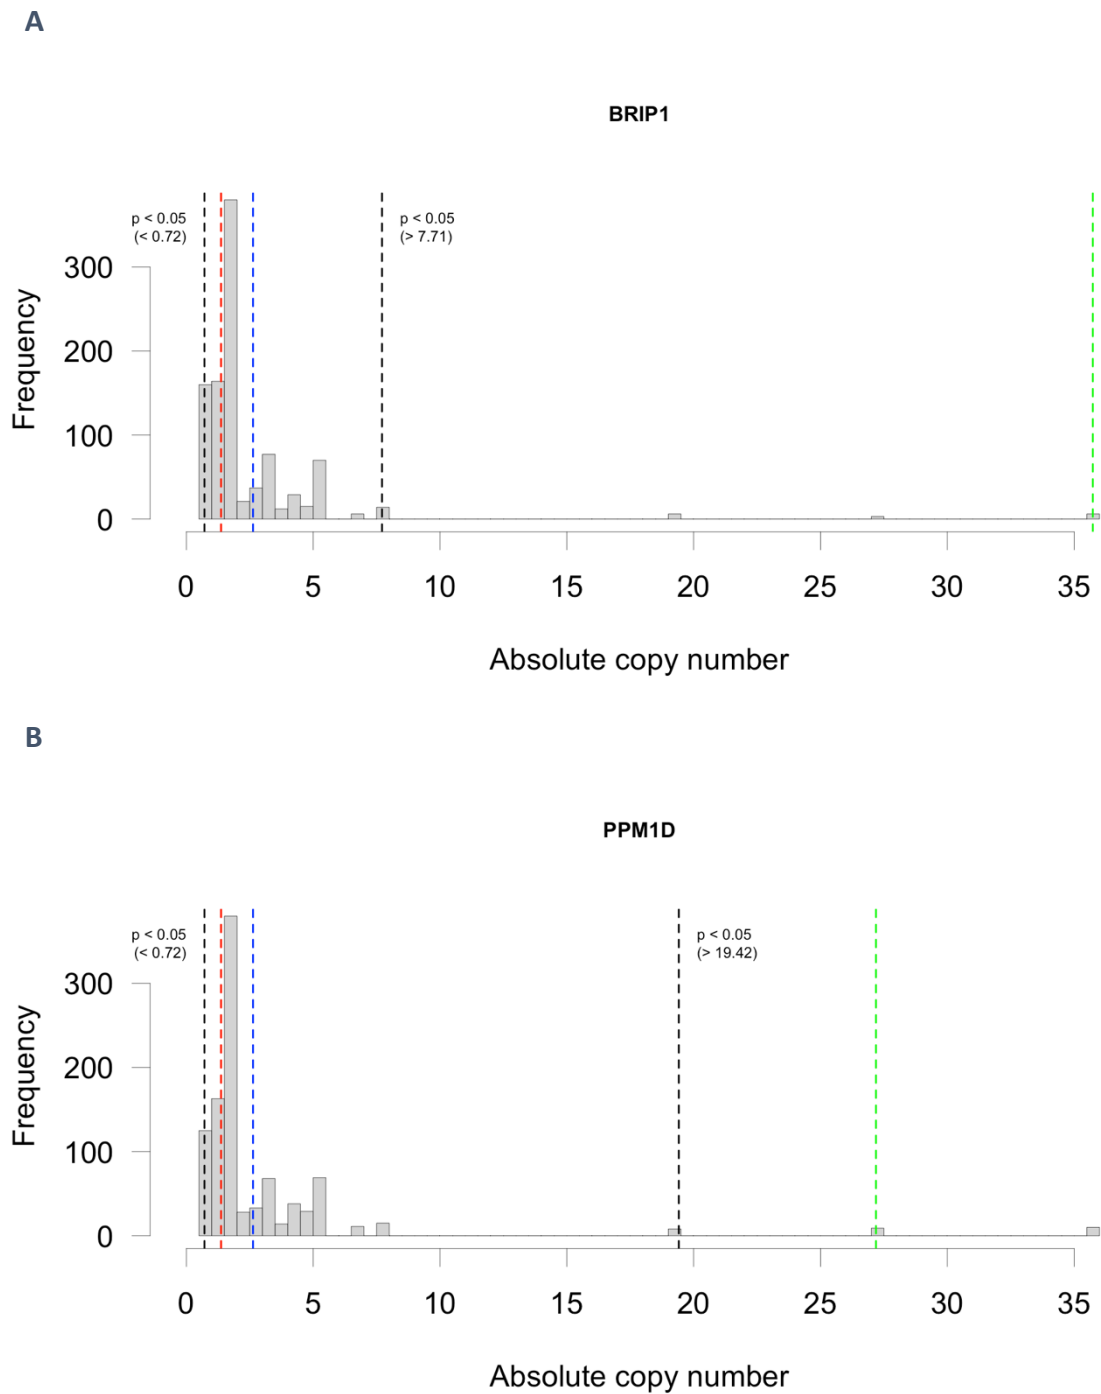 A
BRIP1
p < 0.05
(< 0.72)
p < 0.05
(> 7.71)
Frequency
300
200
100
0
0 5 10 15 20 25 30 35
Absolute copy number
B
PPM1D
p < 0.05
(< 0.72)
p < 0.05
(> 19.42)
Frequency
300
200
100
0
0 5 10 15 20 25 30 35
Absolute copy number